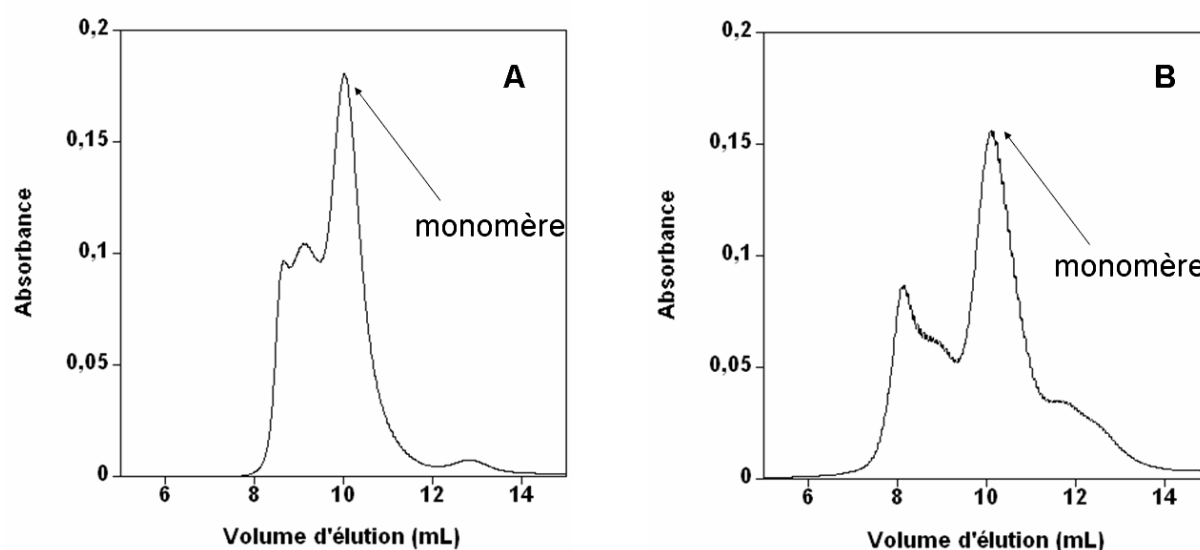 A
0,2
0,15
0,1
0,05
0
Absorbance
monomère
6 8 10 12 14
Volume d'élution (mL)
B
0,2
0,15
0,1
0,05
0
Absorbance
monomère
6 8 10 12 14
Volume d'élution (mL)